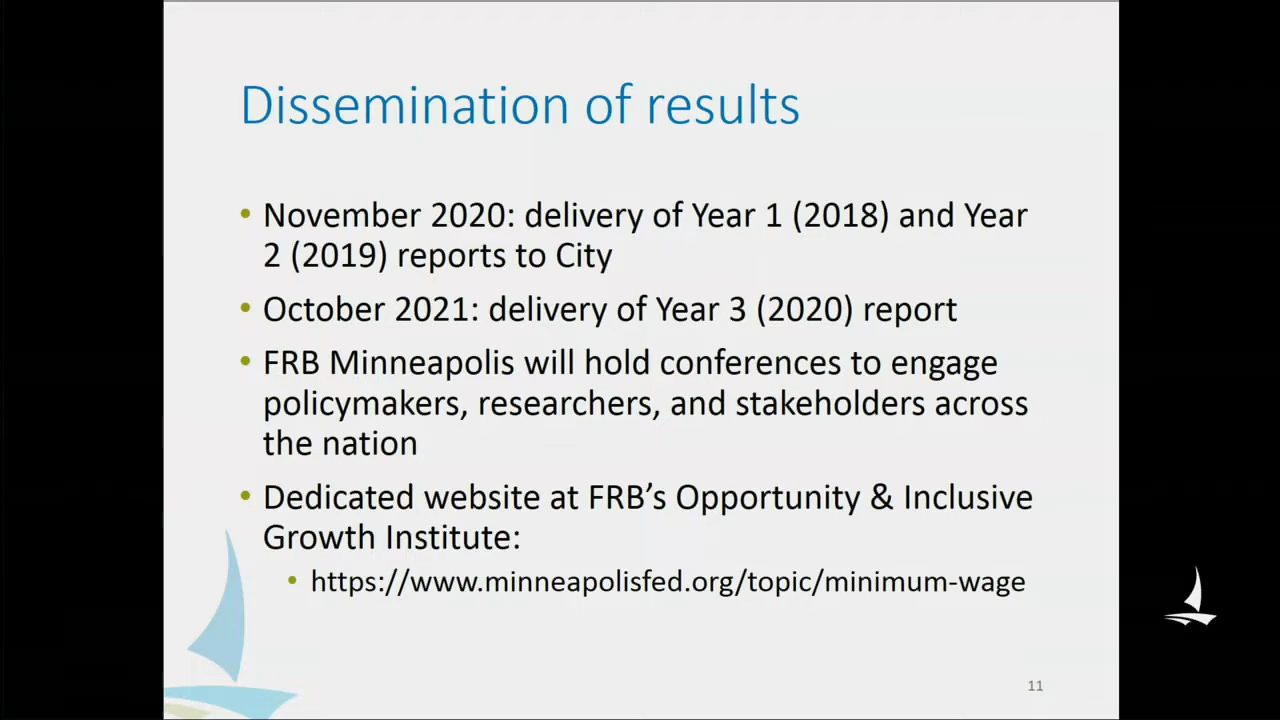 Dissemination of results
• November 2020: delivery of Year 1 (2018) and Year
2 (2019) reports to City
• October 2021: delivery of Year 3 (2020) report
• FRB Minneapolis will hold conferences to engage
policymakers, researchers, and stakeholders across
the nation
• Dedicated website at FRB’s Opportunity & Inclusive
Growth Institute:
• https://www.minneapolisfed.org/topic/minimum-wage
11